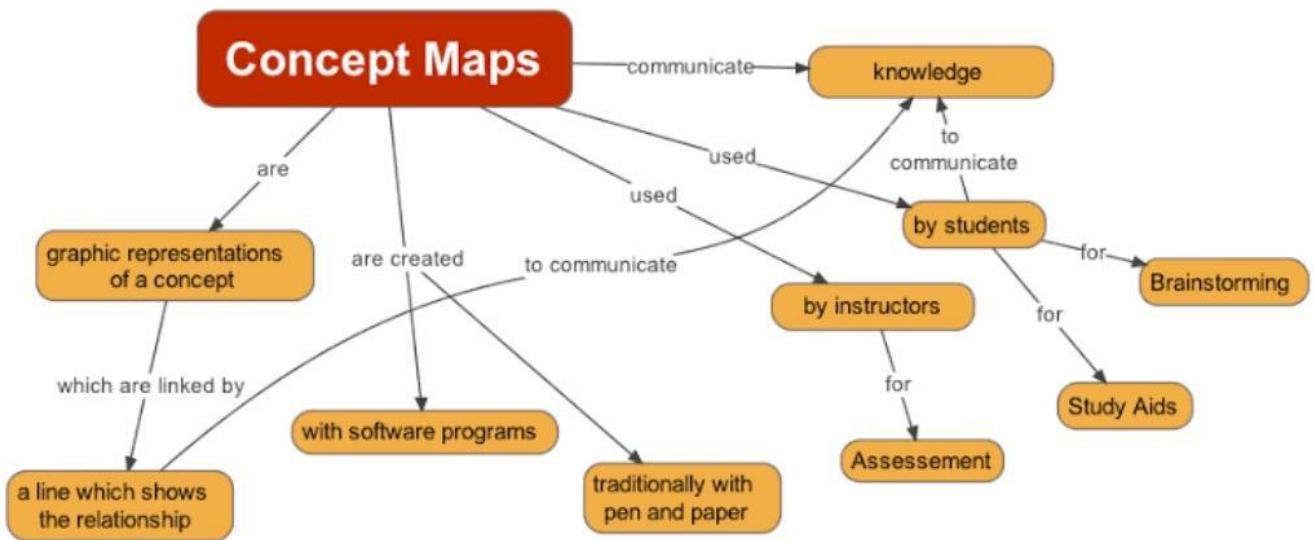 Concept Maps
communicate
knowledge
to
communicate
used
are
used
by students
graphic representations
of a concept
are created
to communicate
for
Brainstorming
by instructors
for
which are linked by
for
Study Aids
with software programs
Assessement
a line which shows
the relationship
traditionally with
pen and paper